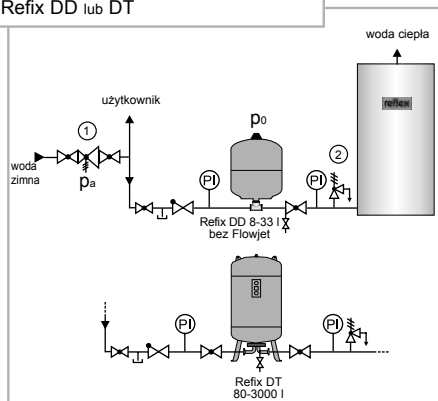 Refix DD lub DT
woda ciepła
reflex
użytkownik
p0
1
2
woda
zimna
pa
PI
PI
Refix DD 8-33 l
bez Flowjet
PI
PI
Refix DT
80-3000 l